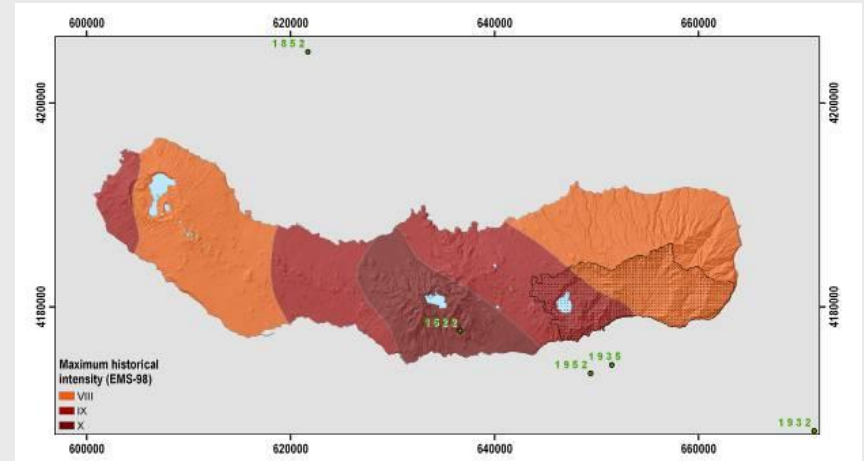 600000 620000 640000 660000
1852
4200000 4200000
4180000 4180000
1522
1935
1952
Maximum historical
intensity (EMS-98)
VIII
IX
X
1932
600000 620000 640000 660000